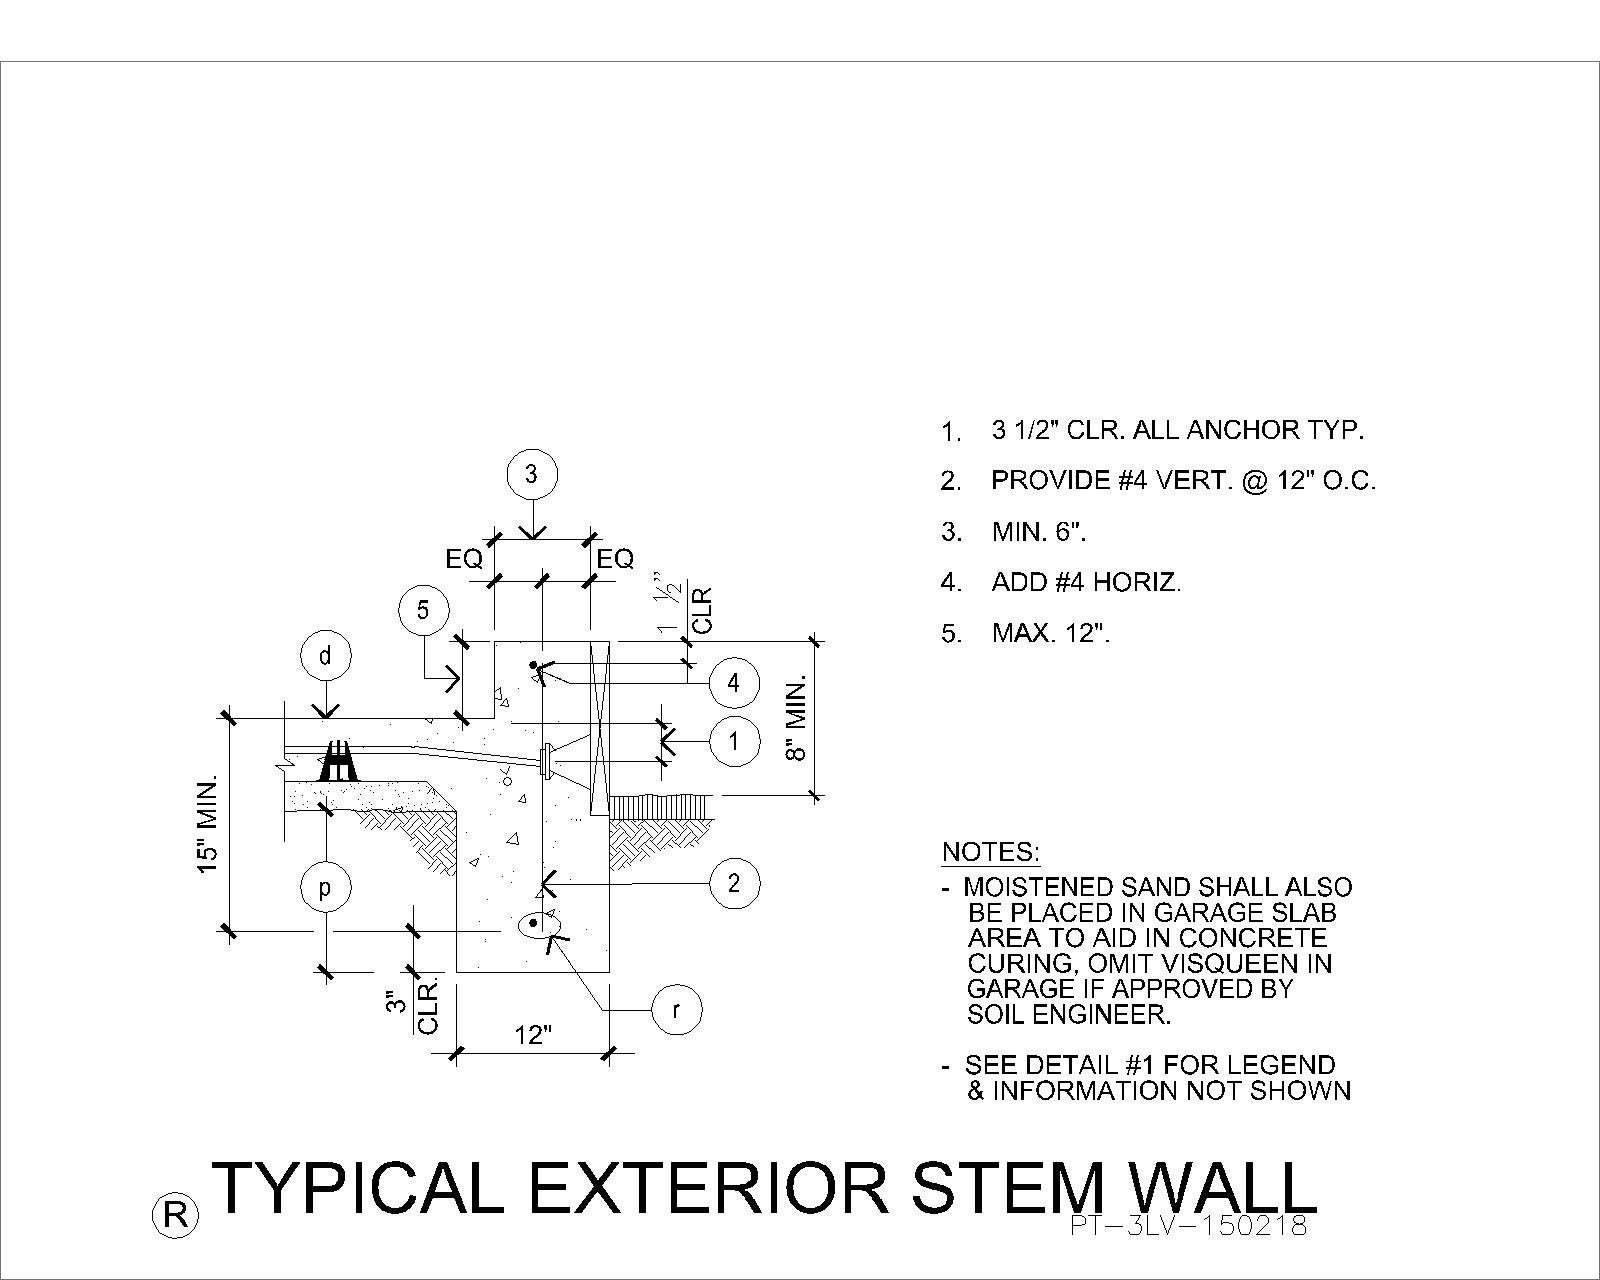 3
EQ
EQ
1 1/2" CLR
5
d
4
1
8" MIN.
15" MIN.
p
2
3" CLR.
r
12"
1. 3 1/2" CLR. ALL ANCHOR TYP.
2. PROVIDE #4 VERT. @ 12" O.C.
3. MIN. 6".
4. ADD #4 HORIZ.
5. MAX. 12".
NOTES:
- MOISTENED SAND SHALL ALSO
BE PLACED IN GARAGE SLAB
AREA TO AID IN CONCRETE
CURING, OMIT VISQUEEN IN
GARAGE IF APPROVED BY
SOIL ENGINEER.
- SEE DETAIL #1 FOR LEGEND
& INFORMATION NOT SHOWN
R TYPICAL EXTERIOR STEM WALL
PT-3LV-150218